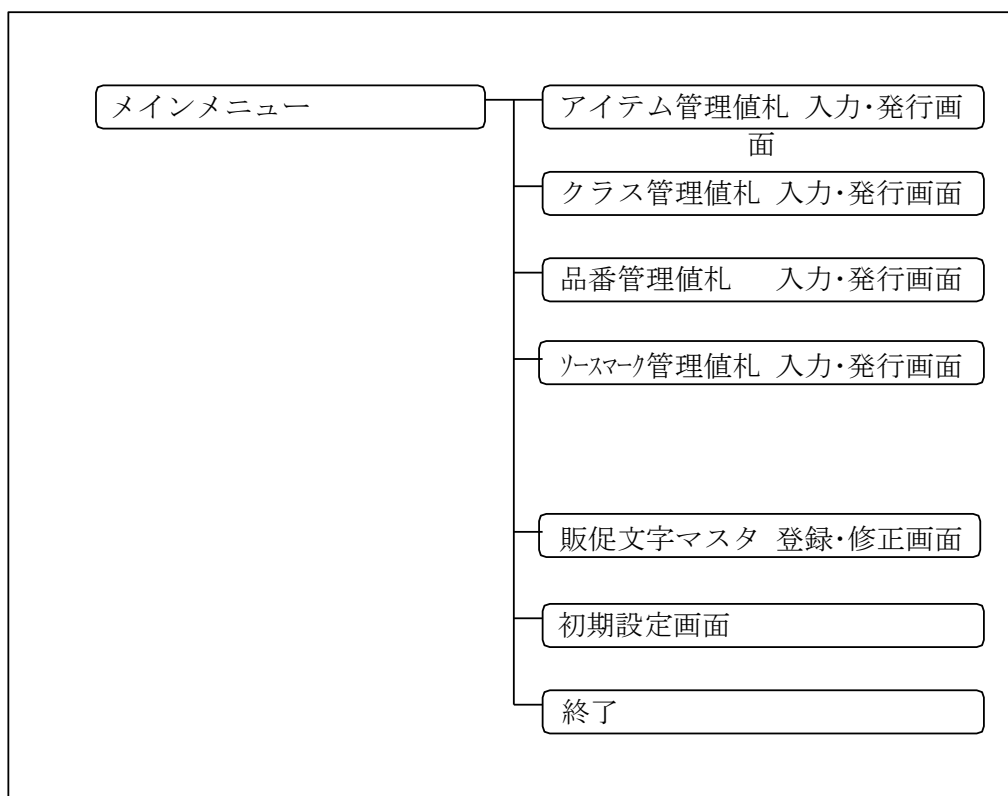 メインメニュー
アイテム管理値札 入力・発行画
面
クラス管理値札 入力・発行画面
品番管理値札 入力・発行画面
ｿｰｽﾏｰｸ管理値札 入力・発行画面
販促文字マスタ 登録・修正画面
初期設定画面
終了